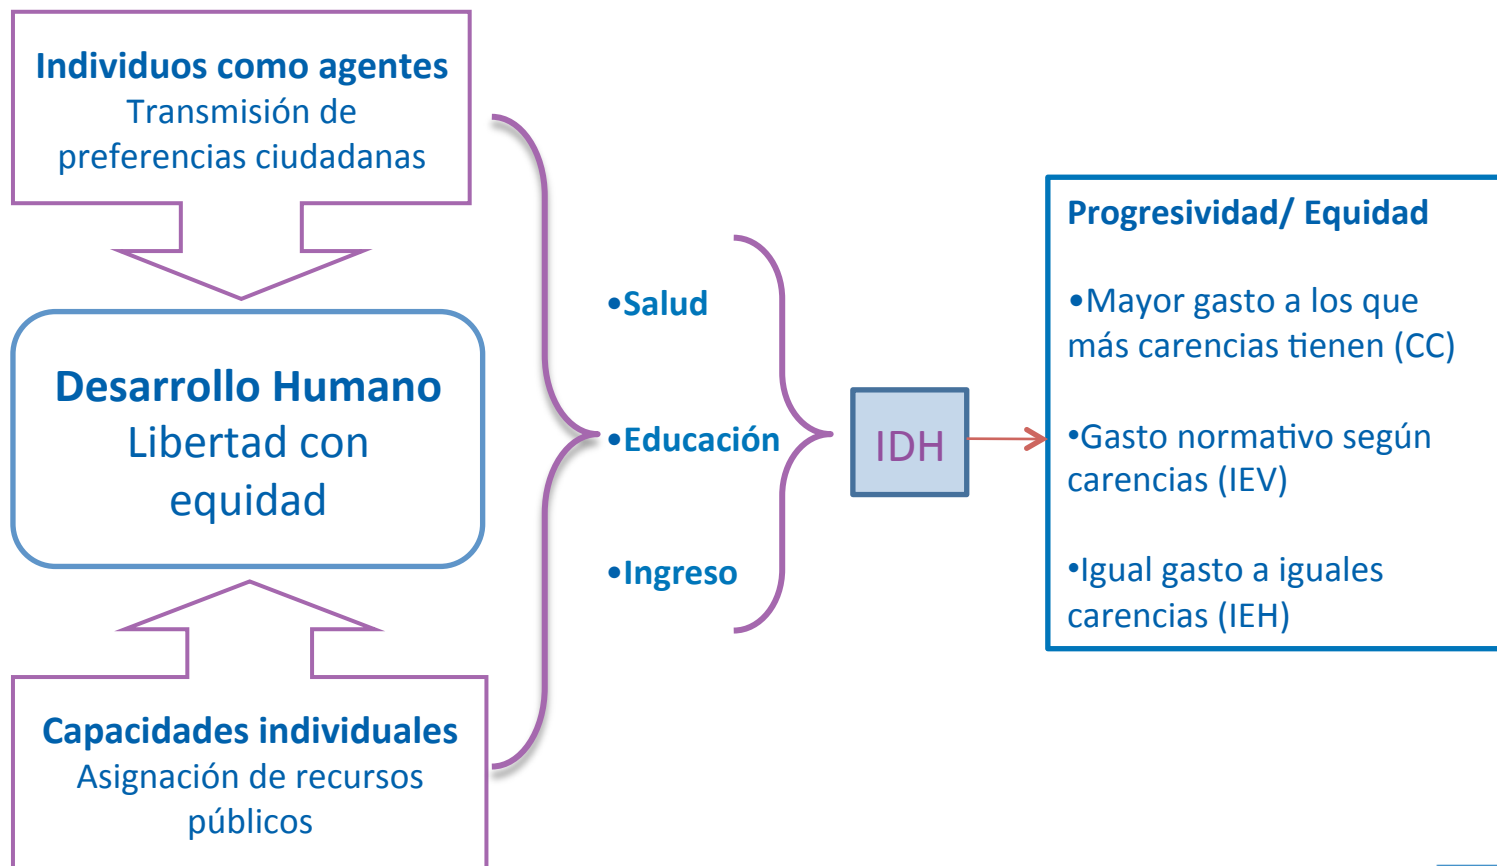 Individuos como agentes
Transmisión de
preferencias ciudadanas
Desarrollo Humano
Libertad con
equidad
Capacidades individuales
Asignación de recursos
públicos
•Salud
•Educación
•Ingreso
IDH
Progresividad/ Equidad
•Mayor gasto a los que
más carencias tienen (CC)
•Gasto normativo según
carencias (IEV)
•Igual gasto a iguales
carencias (IEH)